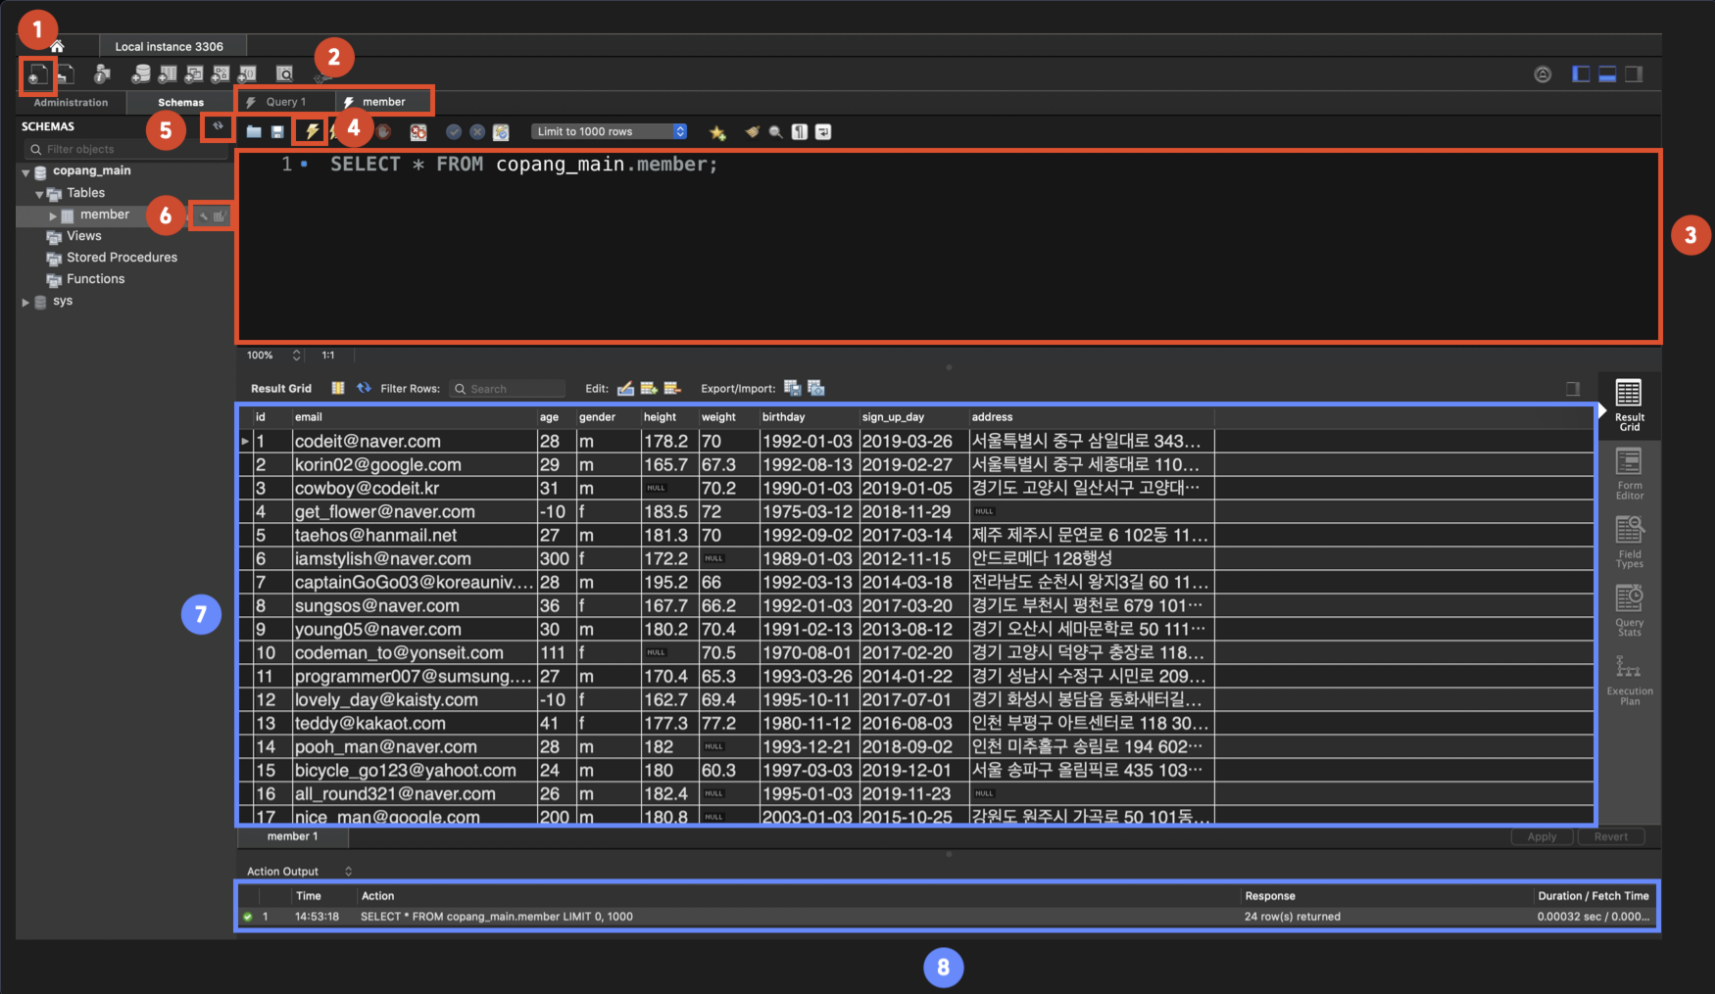 1
Local instance 3306
2
Administration
Schemas
Query 1
member
SCHEMAS
5
4
Limit to 1000 rows
Filter objects
1 SELECT * FROM copang_main.member;
3
copang_main
Tables
member
6
Views
Stored Procedures
Functions
sys
100%
1:1
Result Grid
Filter Rows:
Search
Edit:
Export/Import:
id email age gender height weight birthday sign_up_day address
1 codeit@naver.com 28 m 178.2 70 1992-01-03 2019-03-26 서울특별시 중구 삼일대로 343...
2 korin02@google.com 29 m 165.7 67.3 1992-08-13 2019-02-27 서울특별시 중구 세종대로 110...
3 cowboy@codeit.kr 31 m NULL 70.2 1990-01-03 2019-01-05 경기도 고양시 일산서구 고양대...
4 get_flower@naver.com -10 f 183.5 72 1975-03-12 2018-11-29 NULL
5 taehos@hanmail.net 27 m 181.3 70 1992-09-02 2017-03-14 제주 제주시 문연로 6 102동 11...
6 iamstylish@naver.com 300 f 172.2 NULL 1989-01-03 2012-11-15 안드로메다 128행성
7 captainGoGo03@koreauniv.... 28 m 195.2 66 1992-03-13 2014-03-18 전라남도 순천시 왕지3길 60 11...
8 sungsos@naver.com 36 f 167.7 66.2 1992-01-03 2017-03-20 경기도 부천시 평천로 679 101...
9 young05@naver.com 30 m 180.2 70.4 1991-02-13 2013-08-12 경기 오산시 세마문학로 50 111...
10 codeman_to@yonseit.com 111 f NULL 70.5 1970-08-01 2017-02-20 경기 고양시 덕양구 충장로 118...
11 programmer007@sumsung.... 27 m 170.4 65.3 1993-03-26 2014-01-22 경기 성남시 수정구 시민로 209...
12 lovely_day@kaisty.com -10 f 162.7 69.4 1995-10-11 2017-07-01 경기 화성시 봉담읍 동화새터길...
13 teddy@kakaot.com 41 f 177.3 77.2 1980-11-12 2016-08-03 인천 부평구 아트센터로 118 30...
14 pooh_man@naver.com 28 m 182 NULL 1993-12-21 2018-09-02 인천 미추홀구 송림로 194 602...
15 bicycle_go123@yahoot.com 24 m 180 60.3 1997-03-03 2019-12-01 서울 송파구 올림픽로 435 103...
16 all_round321@naver.com 26 m 182.4 NULL 1995-01-03 2019-11-23 NULL
17 nice_man@google.com 200 m 180.8 NULL 2003-01-03 2015-10-25 강원도 원주시 가곡로 50 101동...
7
Result
Grid
Form
Editor
Field
Types
Query
Stats
Execution
Plan
member 1
Apply
Revert
Action Output
Time Action Response Duration / Fetch Time
1 14:53:18 SELECT * FROM copang_main.member LIMIT 0, 1000 24 row(s) returned 0.00032 sec / 0.000...
8